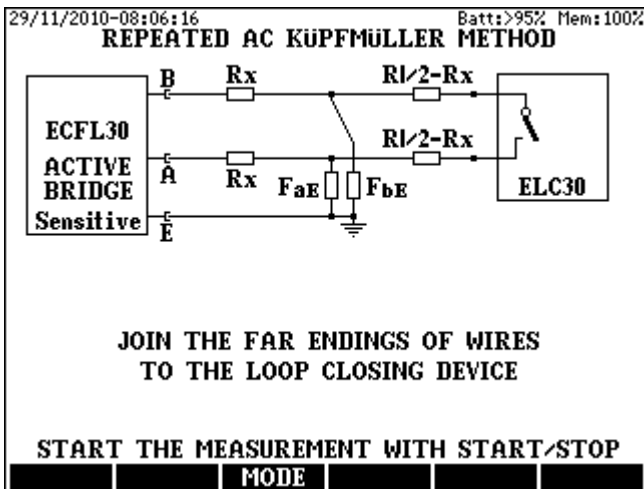 29/11/2010-08:06:16 Batt:>95% Mem:100%
REPEATED AC KüPFMüLLER METHOD
B Rx Rl/2-Rx
ECFL30
ACTIVE BRIDGE
A Rx FaE FbE Rl/2-Rx
ELC30
Sensitive
E
JOIN THE FAR ENDINGS OF WIRES
TO THE LOOP CLOSING DEVICE
START THE MEASUREMENT WITH START/STOP
MODE